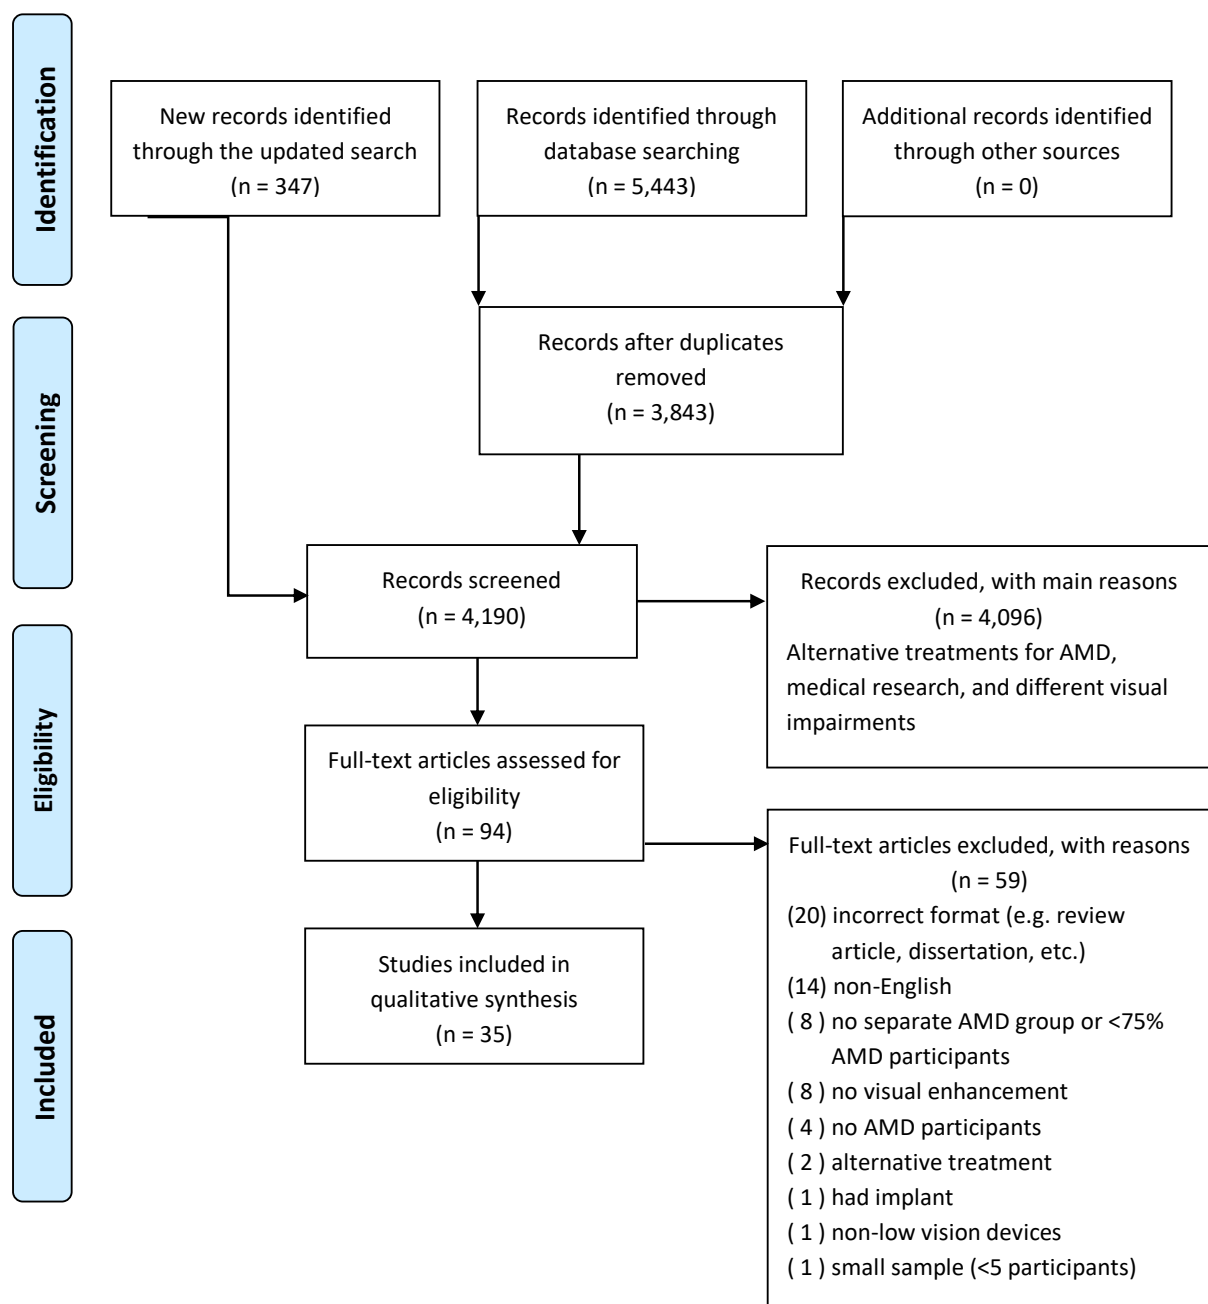 Identification
New records identified
through the updated search
(n = 347)
Records identified through
database searching
(n = 5,443)
Additional records identified
through other sources
(n = 0)
Screening
Records after duplicates
removed
(n = 3,843)
Records screened
(n = 4,190)
Records excluded, with main reasons
(n = 4,096)
Alternative treatments for AMD,
medical research, and different visual
impairments
Eligibility
Full-text articles assessed for
eligibility
(n = 94)
Full-text articles excluded, with reasons
(n = 59)
(20) incorrect format (e.g. review
article, dissertation, etc.)
(14) non-English
( 8 ) no separate AMD group or <75%
AMD participants
( 8 ) no visual enhancement
( 4 ) no AMD participants
( 2 ) alternative treatment
( 1 ) had implant
( 1 ) non-low vision devices
( 1 ) small sample (<5 participants)
Included
Studies included in
qualitative synthesis
(n = 35)